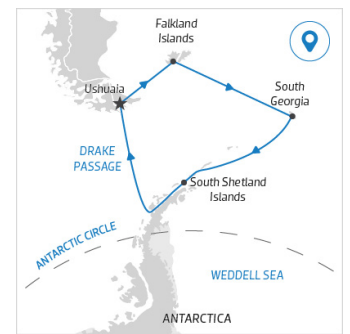 Falkland
Islands
Ushuaia
South
Georgia
DRAKE
PASSAGE
South Shetland
Islands
ANTARCTIC CIRCLE
WEDDELL SEA
ANTARCTICA